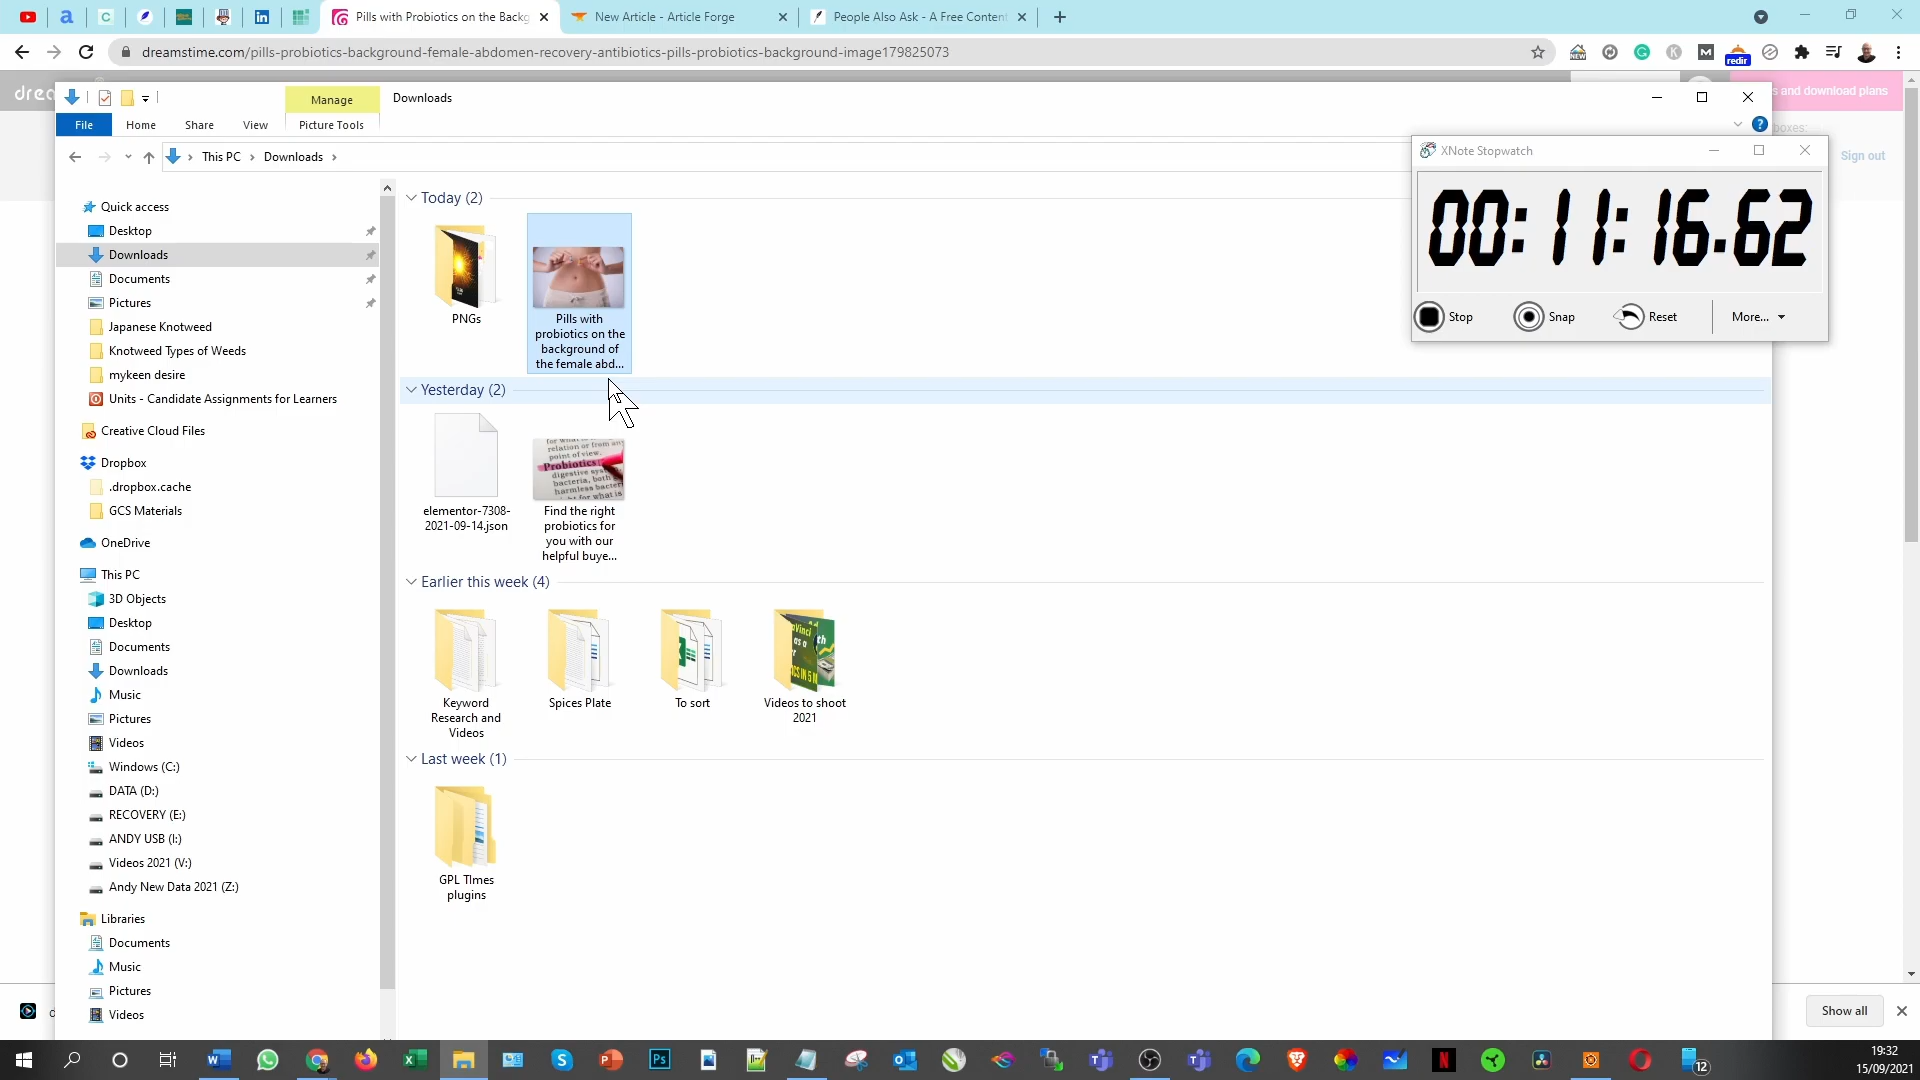 Pills with Probiotics on the Backg
New Article - Article Forge
People Also Ask - A Free Content
dreamstime.com/pills-probiotics-background-female-abdomen-recovery-antibiotics-pills-probiotics-background-image179825073
redir
drea
Manage
Downloads
s and download plans
File
Home
Share
View
Picture Tools
boxes:
Sign out
This PC
Downloads
XNote Stopwatch
00:11:16.62
Stop
Snap
Reset
More...
Quick access
Desktop
Downloads
Documents
Pictures
Japanese Knotweed
Knotweed Types of Weeds
mykeen desire
Units - Candidate Assignments for Learners
Creative Cloud Files
Dropbox
.dropbox.cache
GCS Materials
OneDrive
This PC
3D Objects
Desktop
Documents
Downloads
Music
Pictures
Videos
Windows (C:)
DATA (D:)
RECOVERY (E:)
ANDY USB (I:)
Videos 2021 (V:)
Andy New Data 2021 (Z:)
Libraries
Documents
Music
Pictures
Videos
Today (2)
PNGs
Pills with
probiotics on the
background of
the female abd...
Yesterday (2)
elementor-7308-
2021-09-14.json
Probiotics
Find the right
probiotics for
you with our
helpful buye...
Earlier this week (4)
Keyword
Research and
Videos
Spices Plate
To sort
Videos to shoot
2021
Last week (1)
GPL TImes
plugins
Show all
12
19:32
15/09/2021